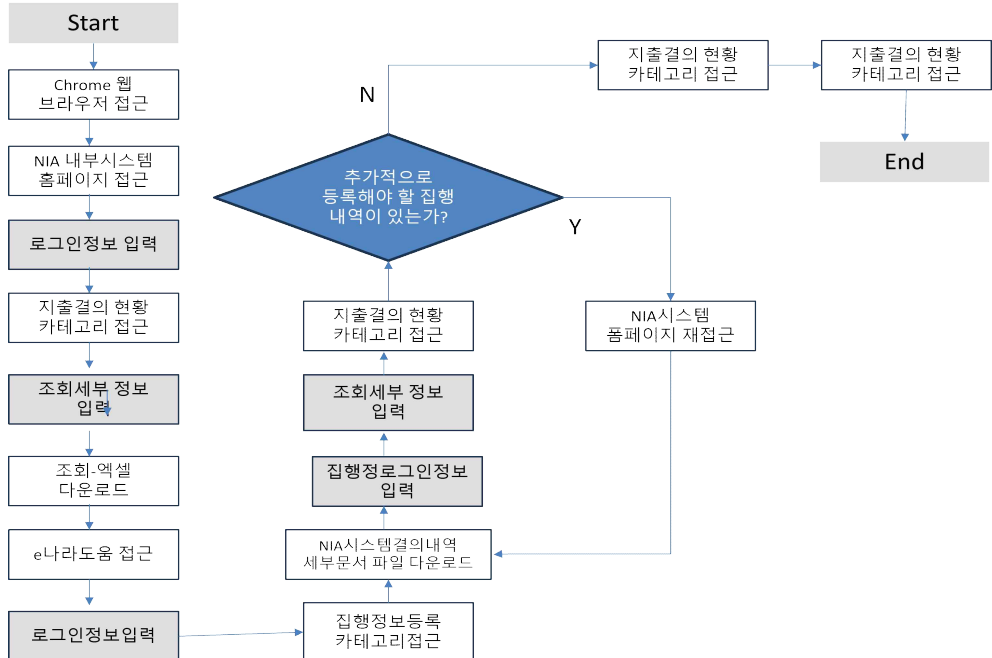 Start
Chrome 웹
브라우저 접근
NIA 내부시스템
홈페이지 접근
로그인정보 입력
지출결의 현황
카테고리 접근
조회세부 정보
입력
조회-엑셀
다운로드
e나라도움 접근
로그인정보입력
집행정보등록
카테고리접근
NIA시스템결의내역
세부문서 파일 다운로드
집행정로그인정보
입력
조회세부 정보
입력
지출결의 현황
카테고리 접근
추가적으로
등록해야 할 집행
내역이 있는가?
N
Y
NIA시스템
폼페이지 재접근
지출결의 현황
카테고리 접근
지출결의 현황
카테고리 접근
End